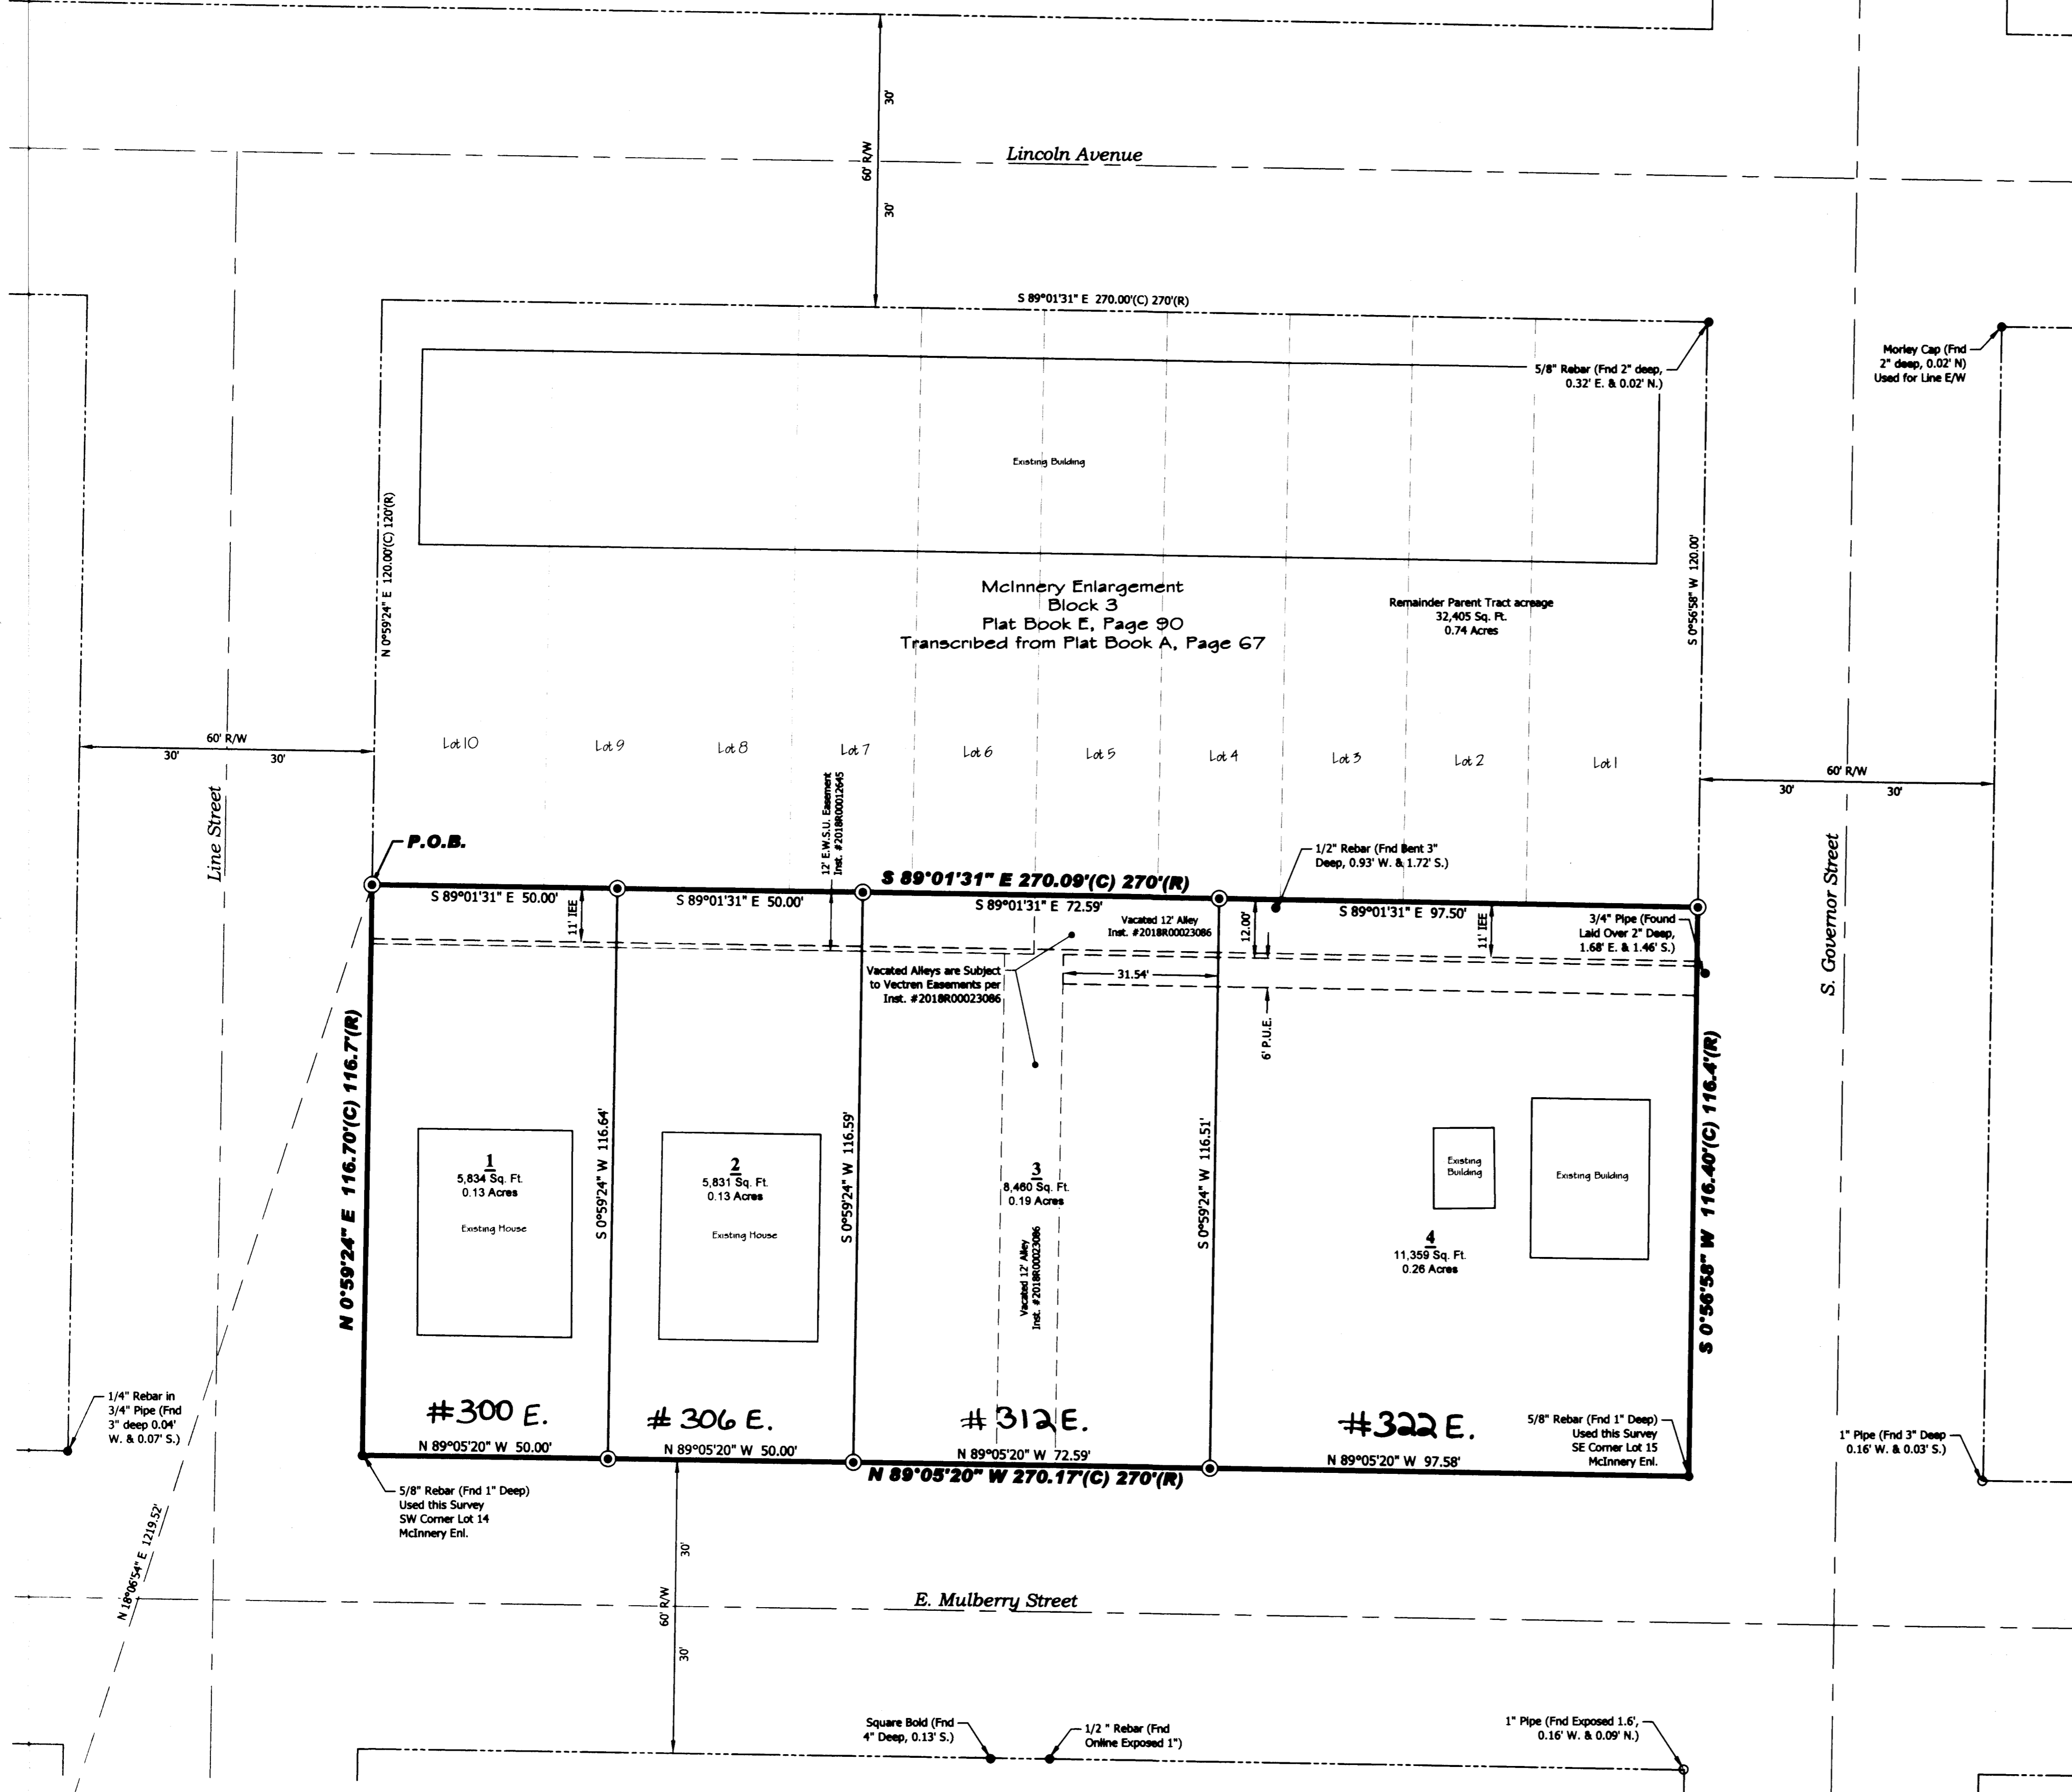 30'
60' R/W
Lincoln Avenue
30'
S 89°01'31" E  270.00'(C) 270'(R)
5/8" Rebar (Fnd 2" deep,
0.32' E. & 0.02' N.)
Morley Cap (Fnd
2" deep, 0.02' N)
Used for Line E/W
Existing Building
N 0°59'24" E  120.00'(C) 120'(R)
S 0°56'58" W  120.00'
McInnery Enlargement
Block 3
Plat Book E, Page 90
Transcribed from Plat Book A, Page 67
Remainder Parent Tract acreage
32,405 Sq. Ft.
0.74 Acres
60' R/W
30'
30'
Lot 10
Lot 9
Lot 8
Lot 7
Lot 6
Lot 5
Lot 4
Lot 3
Lot 2
Lot 1
60' R/W
30'
30'
Line Street
S. Governor Street
12' E.W.S.U. Easement
Inst. #2018R00012645
P.O.B.
1/2" Rebar (Fnd Bent 3"
Deep, 0.93' W. & 1.72' S.)
S 89°01'31" E 270.09'(C) 270'(R)
S 89°01'31" E  50.00'
S 89°01'31" E  50.00'
S 89°01'31" E  72.59'
S 89°01'31" E  97.50'
11' IEE
Vacated 12' Alley
Inst. #2018R00023086
12.00'
11' IEE
3/4" Pipe (Found
Laid Over 2" Deep,
1.68' E. & 1.46' S.)
Vacated Alleys are Subject
to Vectren Easements per
Inst. #2018R00023086
31.54'
6' P.U.E.
N 0°59'24" E  116.70'(C) 116.7'(R)
S 0°59'24" W  116.64'
S 0°59'24" W  116.59'
S 0°59'24" W  116.51'
S 0°56'58" W  116.40'(C) 116.4'(R)
1
5,834 Sq. Ft.
0.13 Acres
Existing House
2
5,831 Sq. Ft.
0.13 Acres
Existing House
3
8,460 Sq. Ft.
0.19 Acres
Vacated 12' Alley
Inst. #2018R00023086
Existing
Building
Existing Building
4
11,359 Sq. Ft.
0.26 Acres
#300 E.
# 306 E.
# 312 E.
#322 E.
1/4" Rebar in
3/4" Pipe (Fnd
3" deep 0.04'
W. & 0.07' S.)
5/8" Rebar (Fnd 1" Deep)
Used this Survey
SE Corner Lot 15
McInnery Enl.
1" Pipe (Fnd 3" Deep
0.16' W. & 0.03' S.)
N 89°05'20" W  50.00'
N 89°05'20" W  50.00'
N 89°05'20" W  72.59'
N 89°05'20" W  97.58'
N 89°05'20" W 270.17'(C) 270'(R)
5/8" Rebar (Fnd 1" Deep)
Used this Survey
SW Corner Lot 14
McInnery Enl.
N 18°06'54" E  1219.52'
30'
60' R/W
E. Mulberry Street
30'
Square Bold (Fnd
4" Deep, 0.13' S.)
1/2 " Rebar (Fnd
Online Exposed 1")
1" Pipe (Fnd Exposed 1.6',
0.16' W. & 0.09' N.)